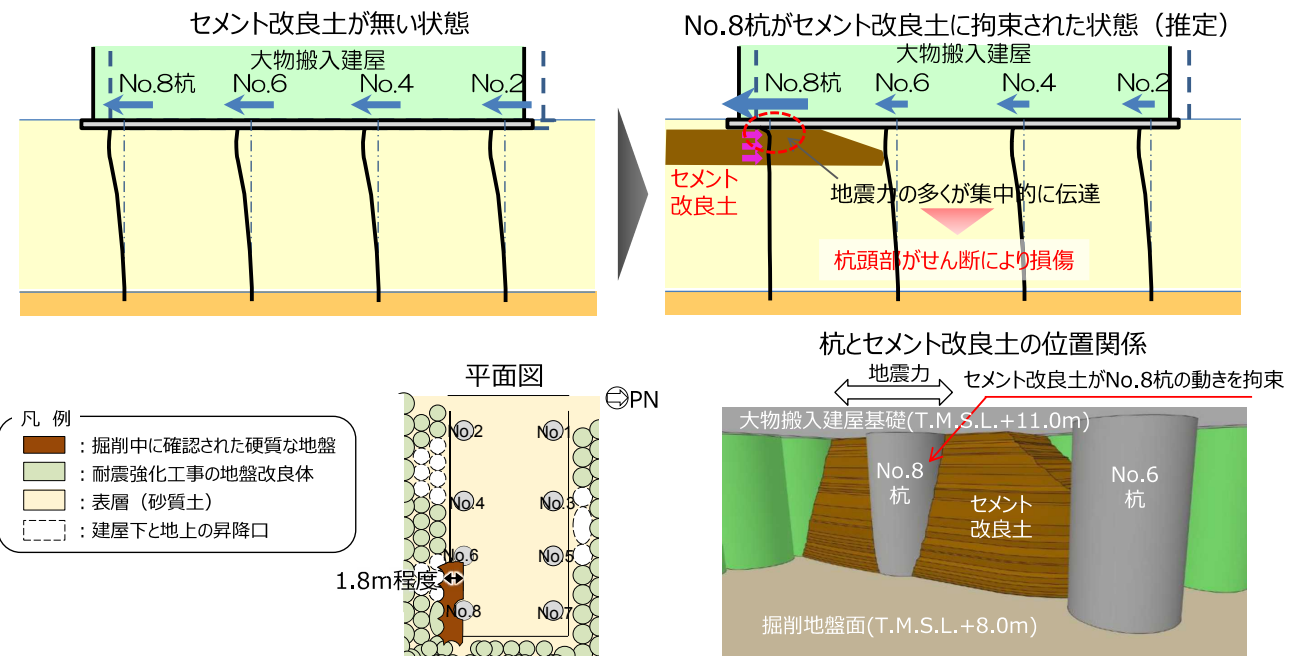 セメント改良土が無い状態
大物搬入建屋
No.8杭
No.6
No.4
No.2
No.8杭がセメント改良土に拘束された状態（推定）
大物搬入建屋
No.8杭
No.6
No.4
No.2
セメント
改良土
地震力の多くが集中的に伝達
杭頭部がせん断により損傷
凡 例
：掘削中に確認された硬質な地盤
：耐震強化工事の地盤改良体
：表層（砂質土）
：建屋下と地上の昇降口
平面図
PN
No.2
No.1
No.4
No.3
No.6
No.5
1.8m程度
No.8
No.7
杭とセメント改良土の位置関係
地震力
セメント改良土がNo.8杭の動きを拘束
大物搬入建屋基礎(T.M.S.L.+11.0m)
No.8
杭
No.6
杭
セメント
改良土
掘削地盤面(T.M.S.L.+8.0m)